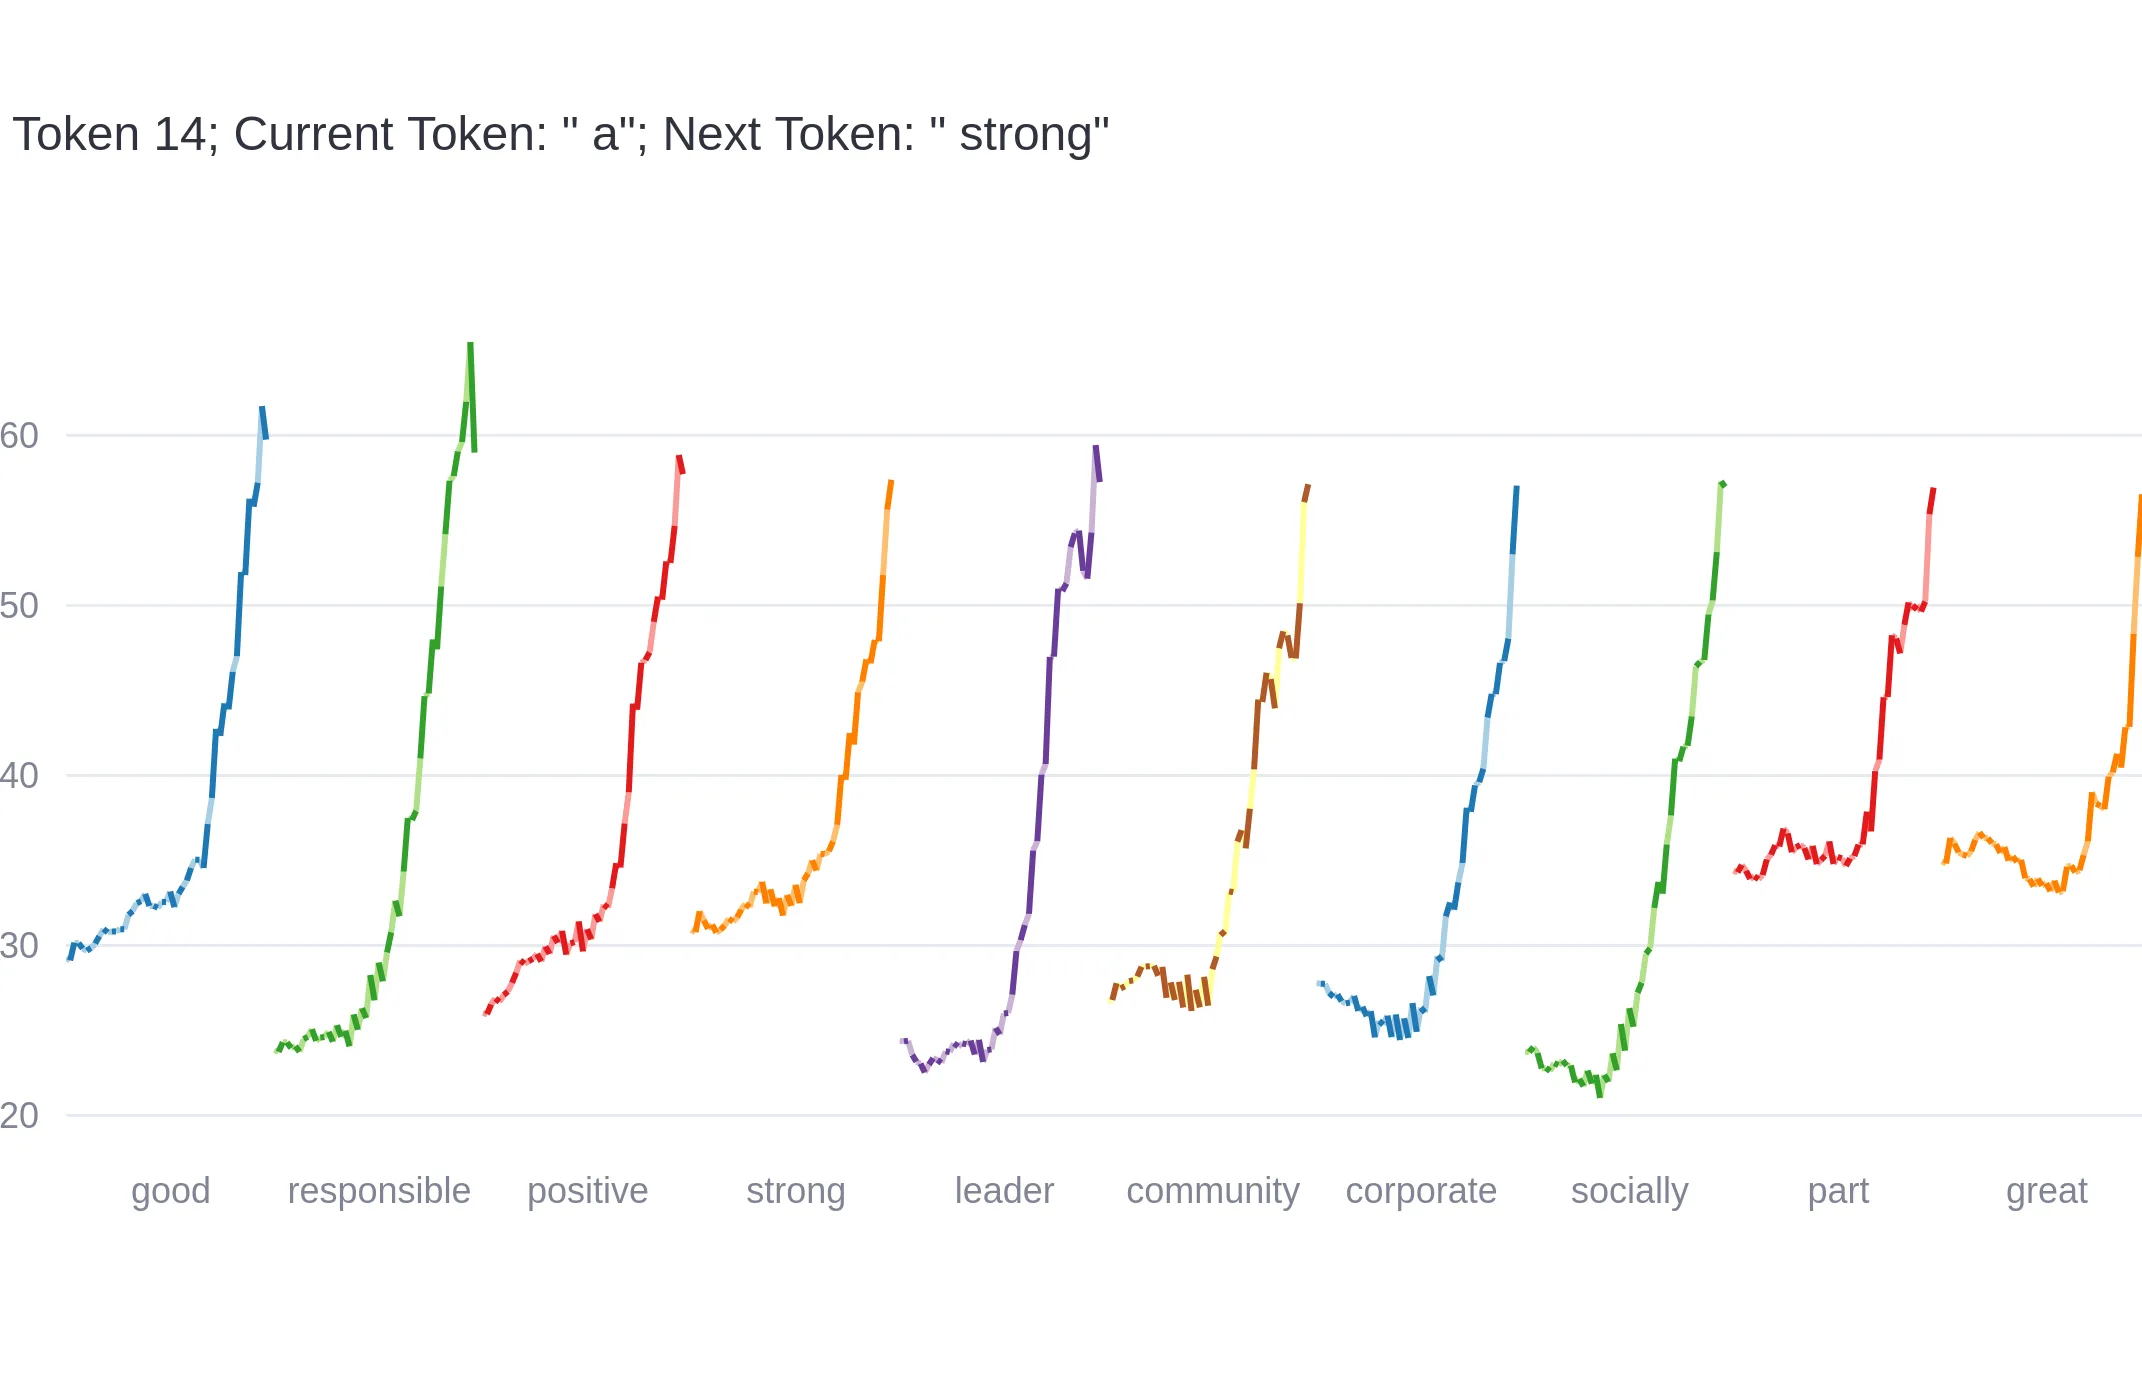 Token 14; Current Token: " a"; Next Token: " strong"
60
50
40
30
20
good responsible positive strong leader community corporate socially part great